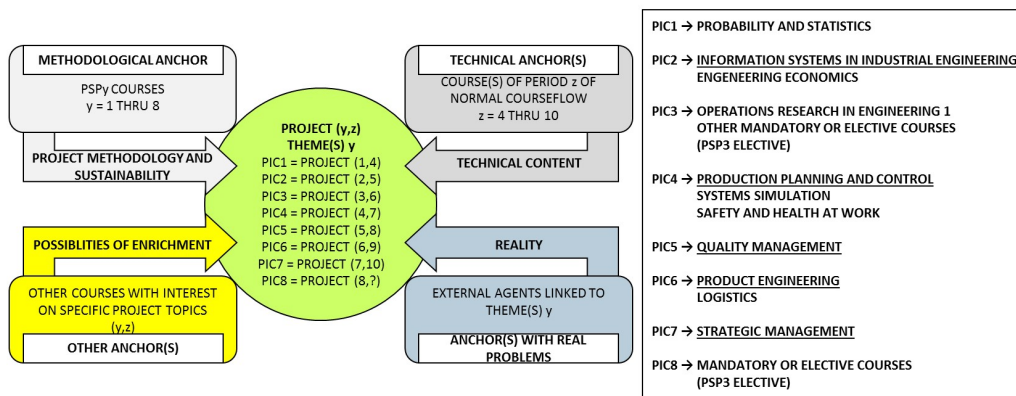 METHODOLOGICAL ANCHOR
PSPy COURSES
y = 1 THRU 8
PROJECT METHODOLOGY AND
SUSTAINABILITY
TECHNICAL ANCHOR(S)
COURSE(S) OF PERIOD z OF
NORMAL COURSEFLOW
z = 4 THRU 10
TECHNICAL CONTENT
PROJECT (y,z)
THEME(S) y
PIC1 = PROJECT (1,4)
PIC2 = PROJECT (2,5)
PIC3 = PROJECT (3,6)
PIC4 = PROJECT (4,7)
PIC5 = PROJECT (5,8)
PIC6 = PROJECT (6,9)
PIC7 = PROJECT (7,10)
PIC8 = PROJECT (8,?)
POSSIBLITIES OF ENRICHMENT
OTHER COURSES WITH INTEREST
ON SPECIFIC PROJECT TOPICS
(y,z)
OTHER ANCHOR(S)
REALITY
EXTERNAL AGENTS LINKED TO
THEME(S) y
ANCHOR(S) WITH REAL
PROBLEMS
PIC1 → PROBABILITY AND STATISTICS
PIC2 → INFORMATION SYSTEMS IN INDUSTRIAL ENGINEERING
ENGENEERING ECONOMICS
PIC3 → OPERATIONS RESEARCH IN ENGINEERING 1
OTHER MANDATORY OR ELECTIVE COURSES
(PSP3 ELECTIVE)
PIC4 → PRODUCTION PLANNING AND CONTROL
SYSTEMS SIMULATION
SAFETY AND HEALTH AT WORK
PIC5 → QUALITY MANAGEMENT
PIC6 → PRODUCT ENGINEERING
LOGISTICS
PIC7 → STRATEGIC MANAGEMENT
PIC8 → MANDATORY OR ELECTIVE COURSES
(PSP3 ELECTIVE)